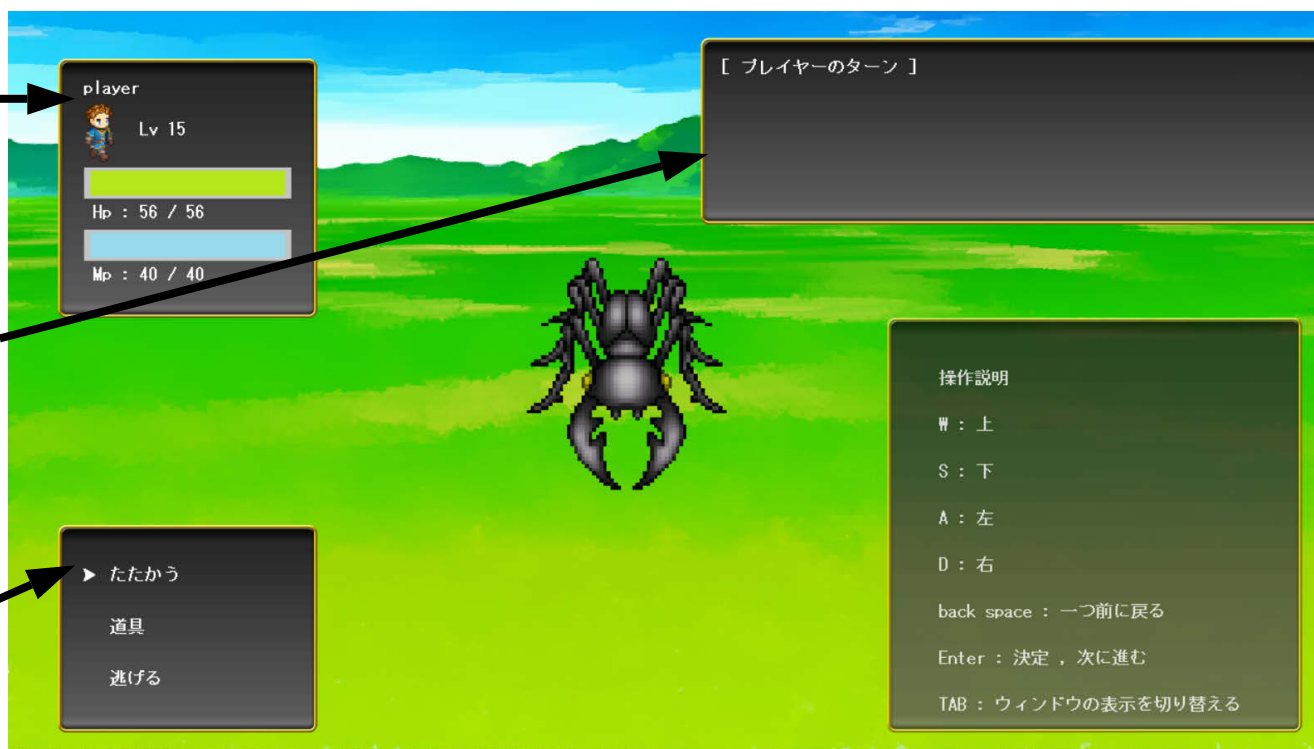 player
Lv 15
Hp : 56 / 56
Mp : 40 / 40
[ プレイヤーのターン ]
たたかう
道具
逃げる
操作説明
W : 上
S : 下
A : 左
D : 右
back space : 一つ前に戻る
Enter : 決定 , 次に進む
TAB : ウィンドウの表示を切り替える